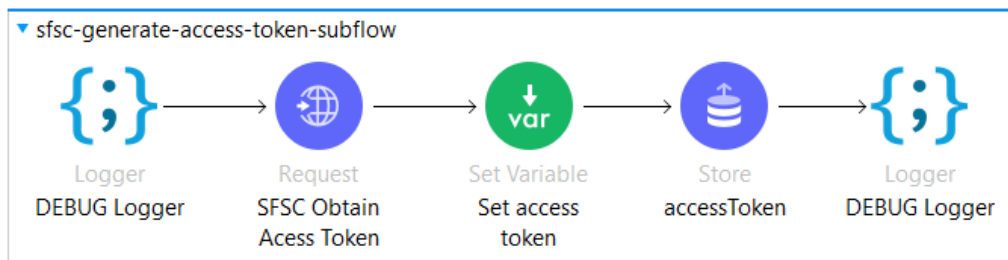 sfsc-generate-access-token-subflow
var
Logger Request Set Variable Store Logger
DEBUG Logger SFSC Obtain Set access accessToken DEBUG Logger
Acess Token token